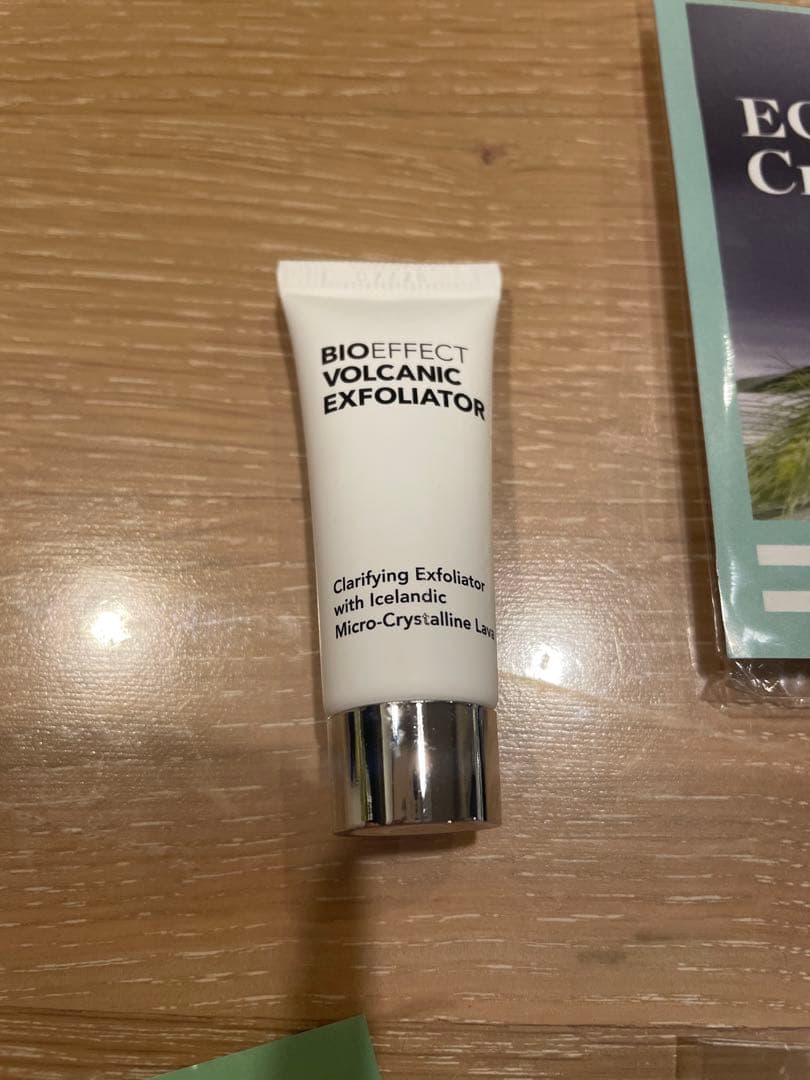 BIOEFFECT
VOLCANIC
EXFOLIATOR
Clarifying Exfoliator
with Icelandic
Micro-Crystalline Lava